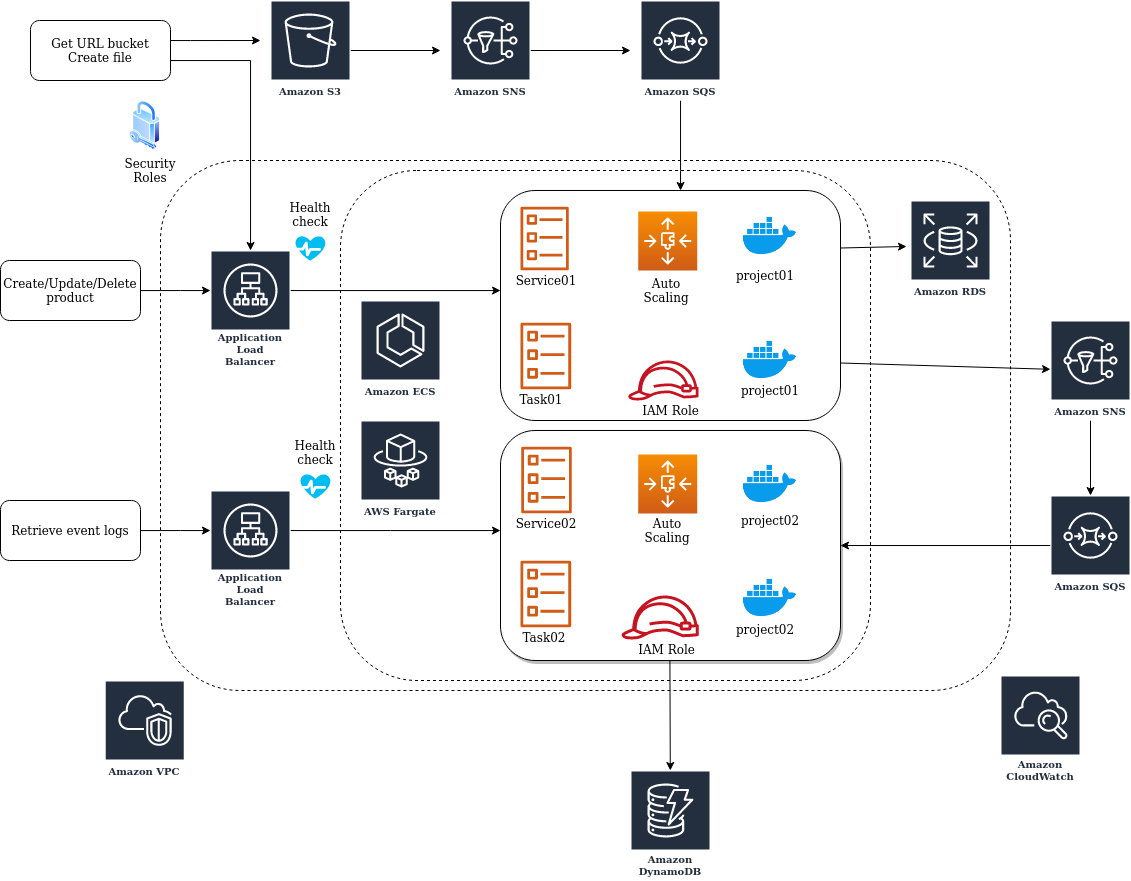 Get URL bucket
Create file
Amazon S3
Amazon SNS
Amazon SQS
Security
Roles
Health
check
Create/Update/Delete
product
Application
Load
Balancer
Amazon ECS
Service01
Auto
Scaling
project01
Task01
IAM Role
project01
Amazon RDS
Amazon SNS
Health
check
AWS Fargate
Retrieve event logs
Application
Load
Balancer
Service02
Auto
Scaling
project02
Task02
IAM Role
project02
Amazon SQS
Amazon VPC
Amazon
CloudWatch
Amazon
DynamoDB